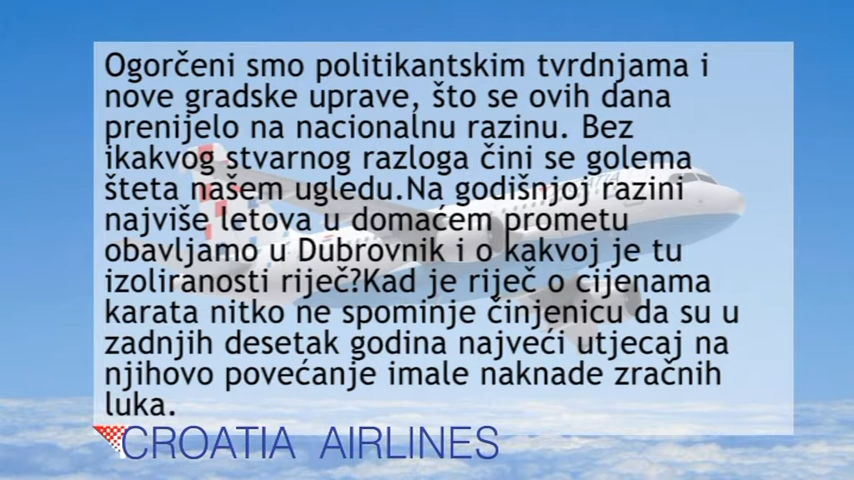 Ogorčeni smo politikantskim tvrdnjama i
nove gradske uprave, što se ovih dana
prenijelo na nacionalnu razinu. Bez
ikakvog stvarnog razloga čini se golema
šteta našem ugledu.Na godišnjoj razini
najviše letova u domaćem prometu
obavljamo u Dubrovnik i o kakvoj je tu
izoliranosti riječ?Kad je riječ o cijenama
karata nitko ne spominje činjenicu da su u
zadnjih desetak godina najveći utjecaj na
njihovo povećanje imale naknade zračnih
luka.
CROATIA AIRLINES